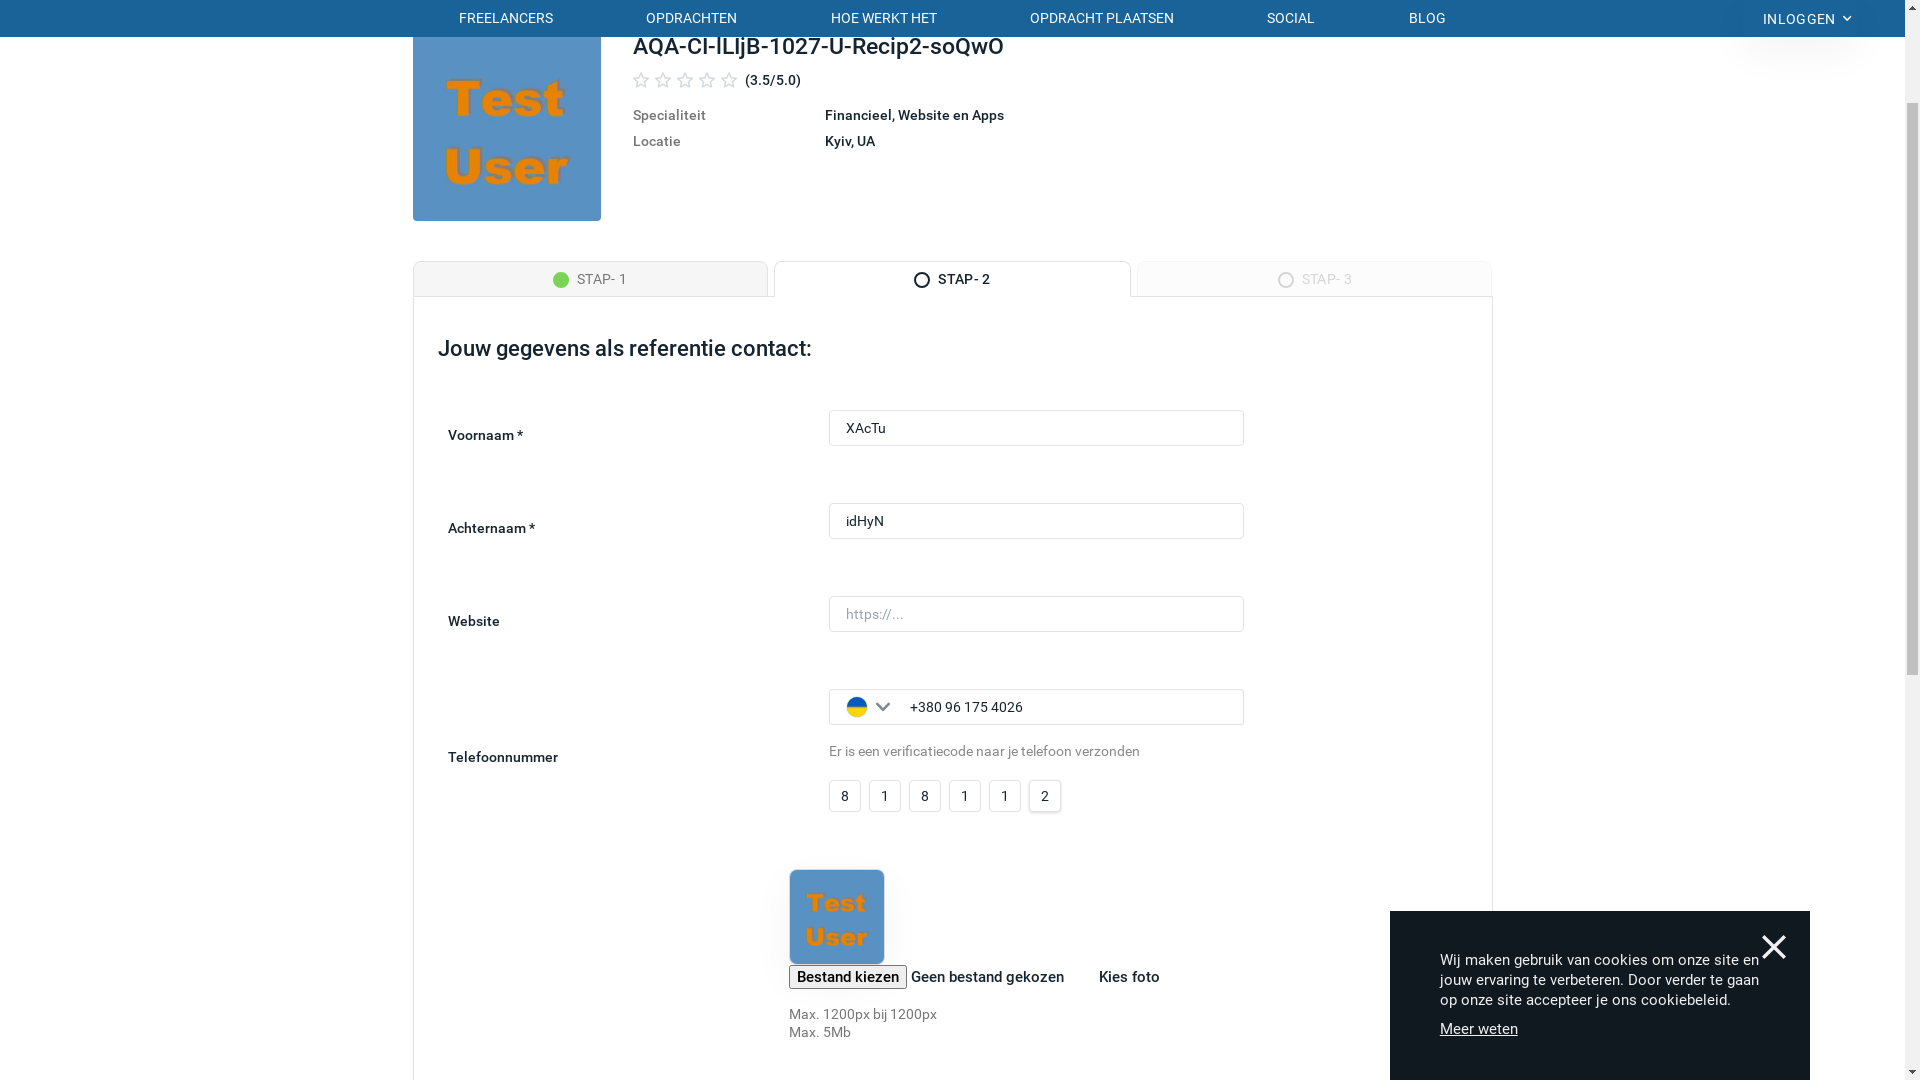 FREELANCERS OPDRACHTEN HOE WERKT HET OPDRACHT PLAATSEN SOCIAL BLOG INLOGGEN
AQA-CI-lLIjB-1027-U-Recip2-soQwO
(3.5/5.0)
Specialiteit Financieel, Website en Apps
Locatie Kyiv, UA
Test
User
STAP- 1 STAP- 2 STAP- 3
Jouw gegevens als referentie contact:
Voornaam * XAcTu
Achternaam * idHyN
Website https://...
+380 96 175 4026
Er is een verificatiecode naar je telefoon verzonden
Telefoonnummer
8 1 8 1 1 2
Test
User
Bestand kiezen Geen bestand gekozen Kies foto
Max. 1200px bij 1200px
Max. 5Mb
Wij maken gebruik van cookies om onze site en
jouw ervaring te verbeteren. Door verder te gaan
op onze site accepteer je ons cookiebeleid.
Meer weten